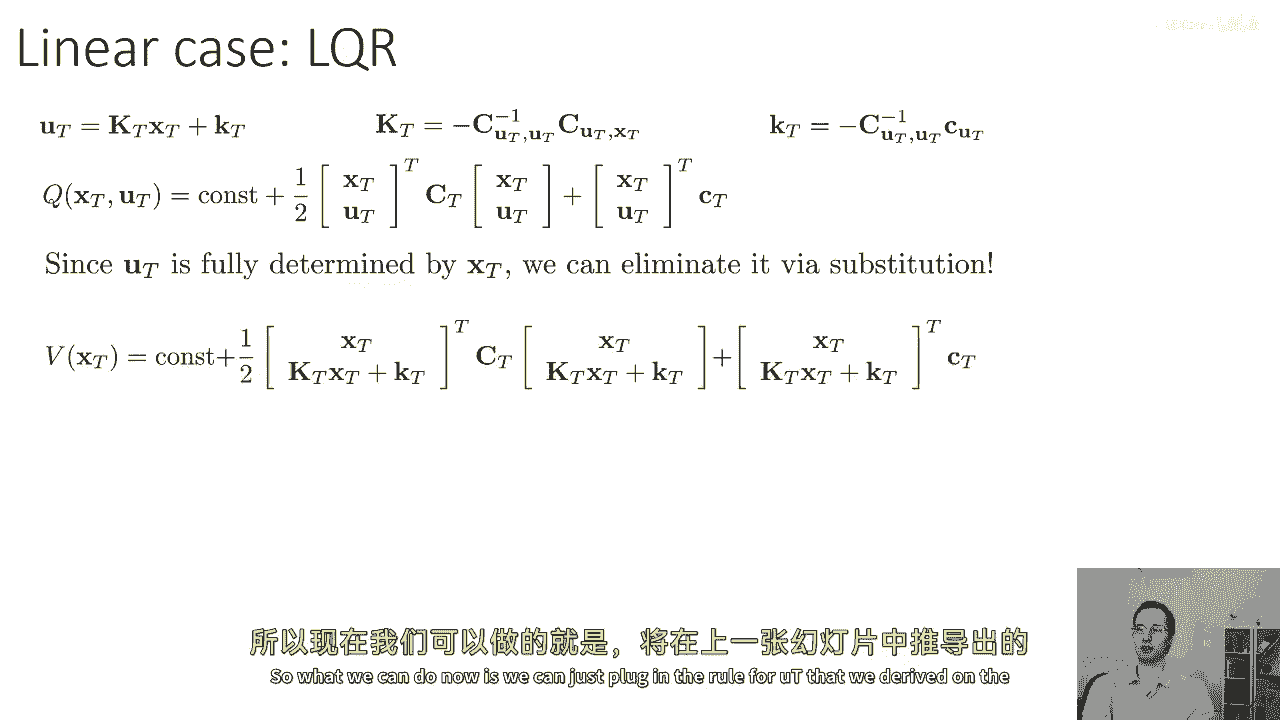 Linear case: LQR
$\mathbf{u}_T = \mathbf{K}_T\mathbf{x}_T + \mathbf{k}_T$ $\mathbf{K}_T = -\mathbf{C}_{\mathbf{u}_T,\mathbf{u}_T}^{-1}\mathbf{C}_{\mathbf{u}_T,\mathbf{x}_T}$ $\mathbf{k}_T = -\mathbf{C}_{\mathbf{u}_T,\mathbf{u}_T}^{-1}\mathbf{c}_{\mathbf{u}_T}$
$Q(\mathbf{x}_T, \mathbf{u}_T) = \text{const} + \frac{1}{2}\begin{bmatrix}\mathbf{x}_T\\ \mathbf{u}_T\end{bmatrix}^T \mathbf{C}_T \begin{bmatrix}\mathbf{x}_T\\ \mathbf{u}_T\end{bmatrix} + \begin{bmatrix}\mathbf{x}_T\\ \mathbf{u}_T\end{bmatrix}^T \mathbf{c}_T$
Since $\mathbf{u}_T$ is fully determined by $\mathbf{x}_T$, we can eliminate it via substitution!
$V(\mathbf{x}_T) = \text{const} + \frac{1}{2}\begin{bmatrix}\mathbf{x}_T\\ \mathbf{K}_T\mathbf{x}_T + \mathbf{k}_T\end{bmatrix}^T \mathbf{C}_T \begin{bmatrix}\mathbf{x}_T\\ \mathbf{K}_T\mathbf{x}_T + \mathbf{k}_T\end{bmatrix} + \begin{bmatrix}\mathbf{x}_T\\ \mathbf{K}_T\mathbf{x}_T + \mathbf{k}_T\end{bmatrix}^T \mathbf{c}_T$
所以现在我们可以做的就是，将在上一张幻灯片中推导出的
So what we can do now is we can just plug in the rule for uT that we derived on the